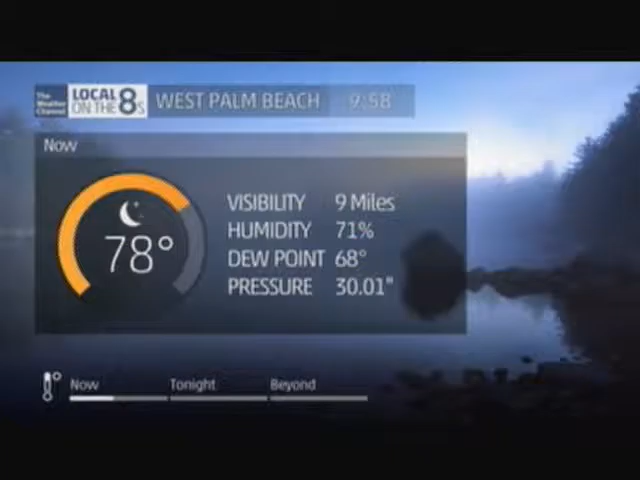 The Weather Channel
LOCAL ON THE 8s
WEST PALM BEACH 9:58
Now
78°
VISIBILITY 9 Miles
HUMIDITY 71%
DEW POINT 68°
PRESSURE 30.01"
Now Tonight Beyond